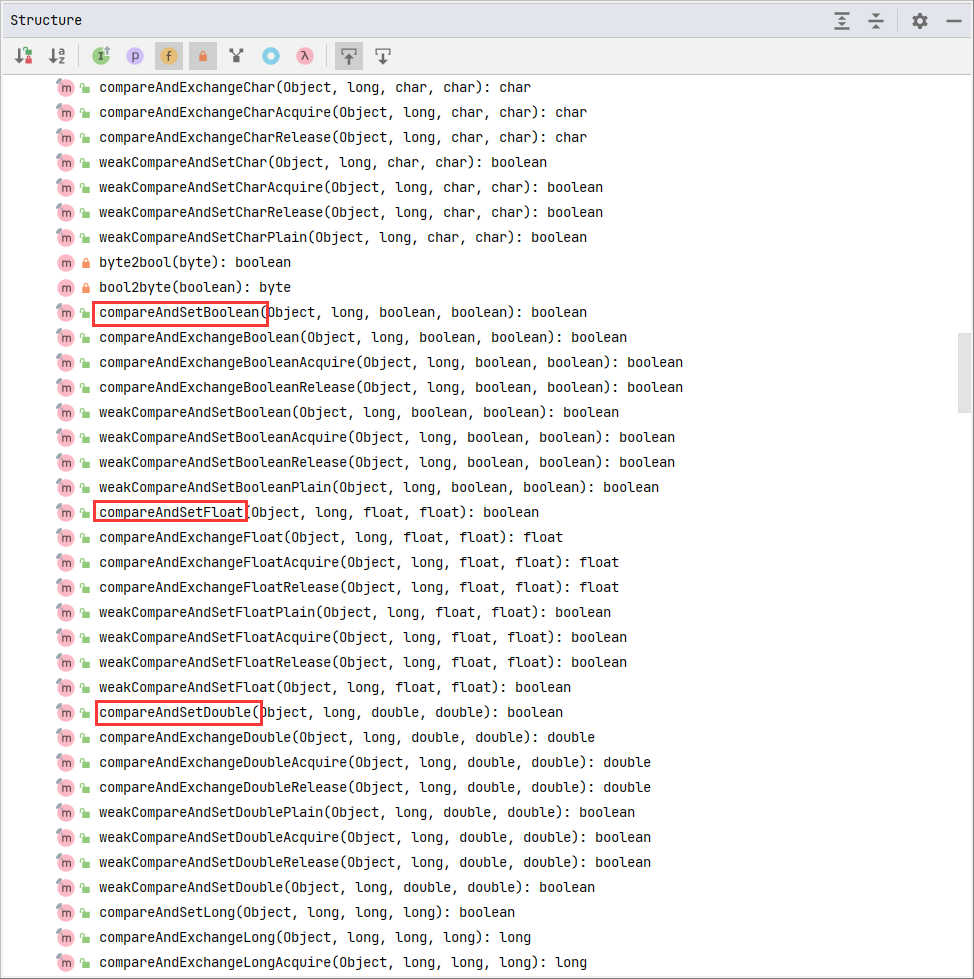 Structure
compareAndExchangeChar(Object, long, char, char): char
compareAndExchangeCharAcquire(Object, long, char, char): char
compareAndExchangeCharRelease(Object, long, char, char): char
weakCompareAndSetChar(Object, long, char, char): boolean
weakCompareAndSetCharAcquire(Object, long, char, char): boolean
weakCompareAndSetCharRelease(Object, long, char, char): boolean
weakCompareAndSetCharPlain(Object, long, char, char): boolean
byte2bool(byte): boolean
bool2byte(boolean): byte
compareAndSetBoolean(Object, long, boolean, boolean): boolean
compareAndExchangeBoolean(Object, long, boolean, boolean): boolean
compareAndExchangeBooleanAcquire(Object, long, boolean, boolean): boolean
compareAndExchangeBooleanRelease(Object, long, boolean, boolean): boolean
weakCompareAndSetBoolean(Object, long, boolean, boolean): boolean
weakCompareAndSetBooleanAcquire(Object, long, boolean, boolean): boolean
weakCompareAndSetBooleanRelease(Object, long, boolean, boolean): boolean
weakCompareAndSetBooleanPlain(Object, long, boolean, boolean): boolean
compareAndSetFloat(Object, long, float, float): boolean
compareAndExchangeFloat(Object, long, float, float): float
compareAndExchangeFloatAcquire(Object, long, float, float): float
compareAndExchangeFloatRelease(Object, long, float, float): float
weakCompareAndSetFloatPlain(Object, long, float, float): boolean
weakCompareAndSetFloatAcquire(Object, long, float, float): boolean
weakCompareAndSetFloatRelease(Object, long, float, float): boolean
weakCompareAndSetFloat(Object, long, float, float): boolean
compareAndSetDouble(Object, long, double, double): boolean
compareAndExchangeDouble(Object, long, double, double): double
compareAndExchangeDoubleAcquire(Object, long, double, double): double
compareAndExchangeDoubleRelease(Object, long, double, double): double
weakCompareAndSetDoublePlain(Object, long, double, double): boolean
weakCompareAndSetDoubleAcquire(Object, long, double, double): boolean
weakCompareAndSetDoubleRelease(Object, long, double, double): boolean
weakCompareAndSetDouble(Object, long, double, double): boolean
compareAndSetLong(Object, long, long, long): boolean
compareAndExchangeLong(Object, long, long, long): long
compareAndExchangeLongAcquire(Object, long, long, long): long